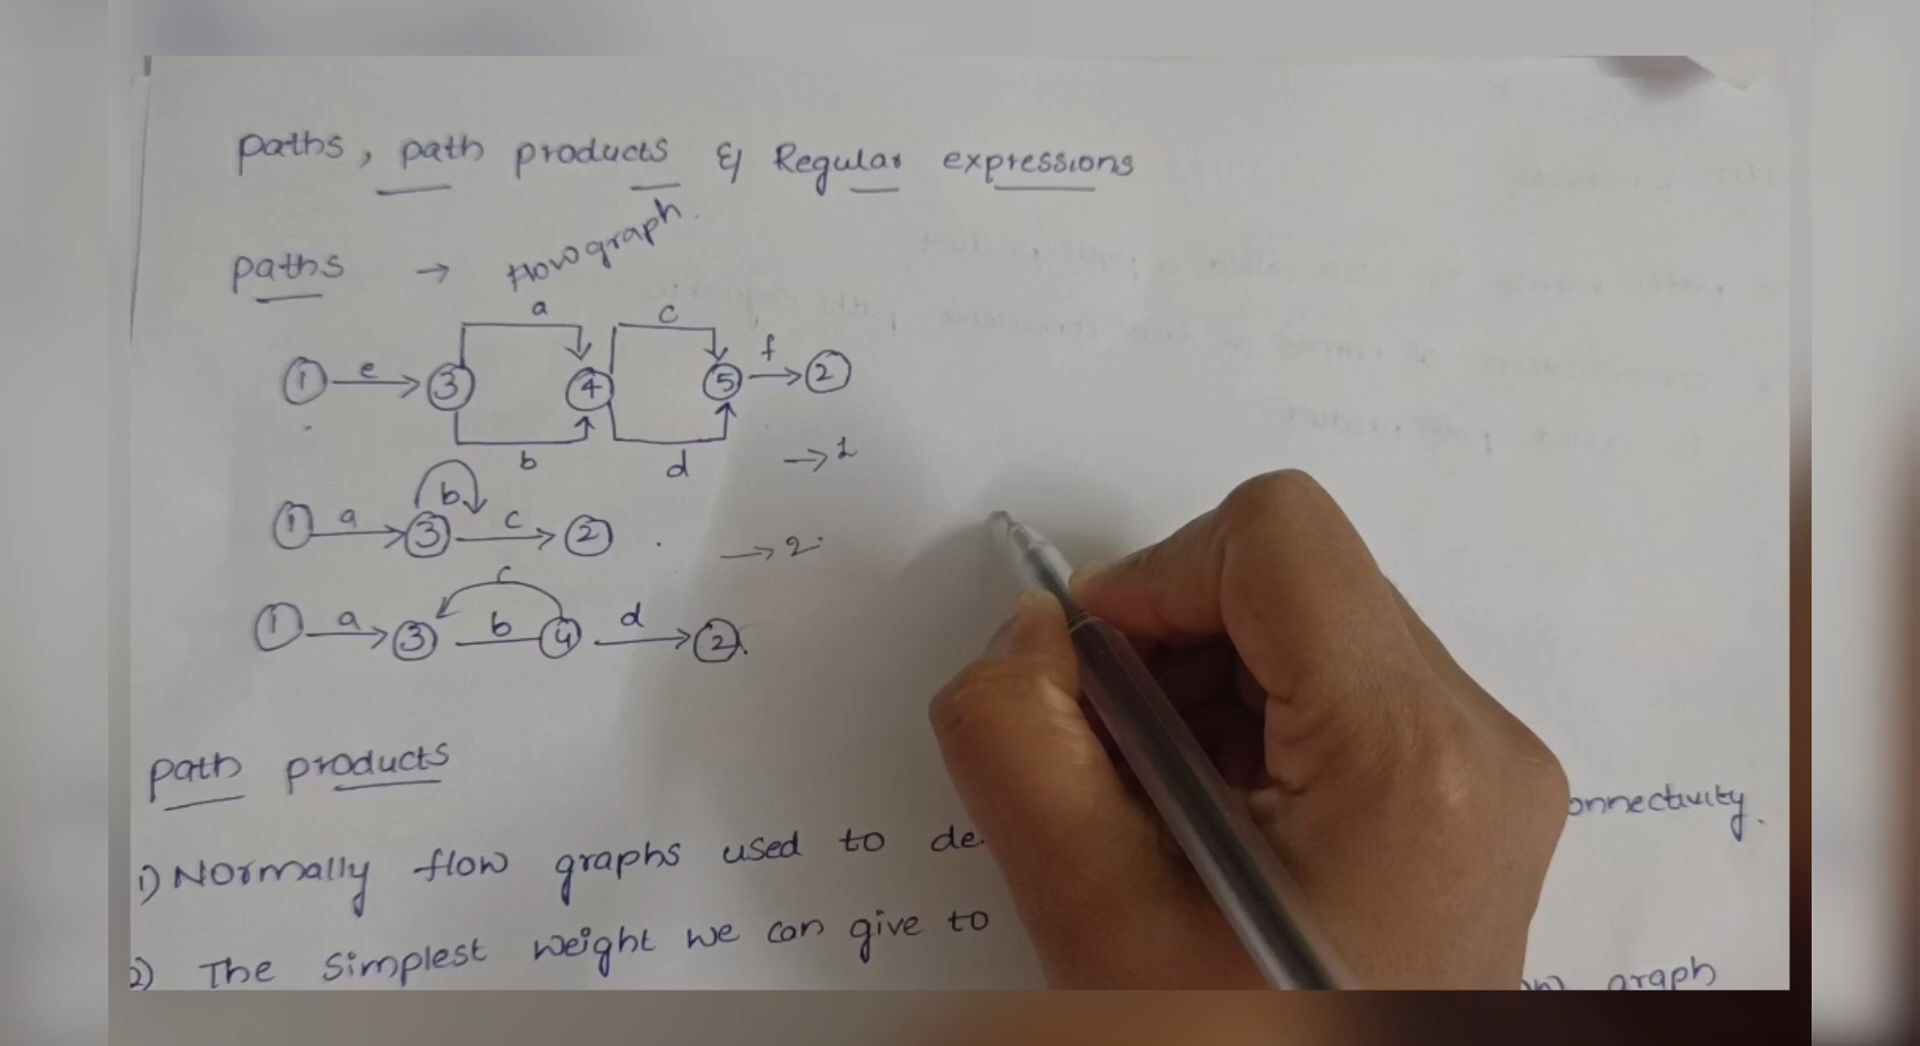 paths, path products & Regular expressions
paths → flowgraph.
a c
1 e 3 4 5 f 2
b d → 1
b
1 a 3 c 2 . → 2.
c
1 a 3 b 4 d 2.
path products
1) Normally flow graphs used to de onnectivity.
2) The simplest weight we can give to graph